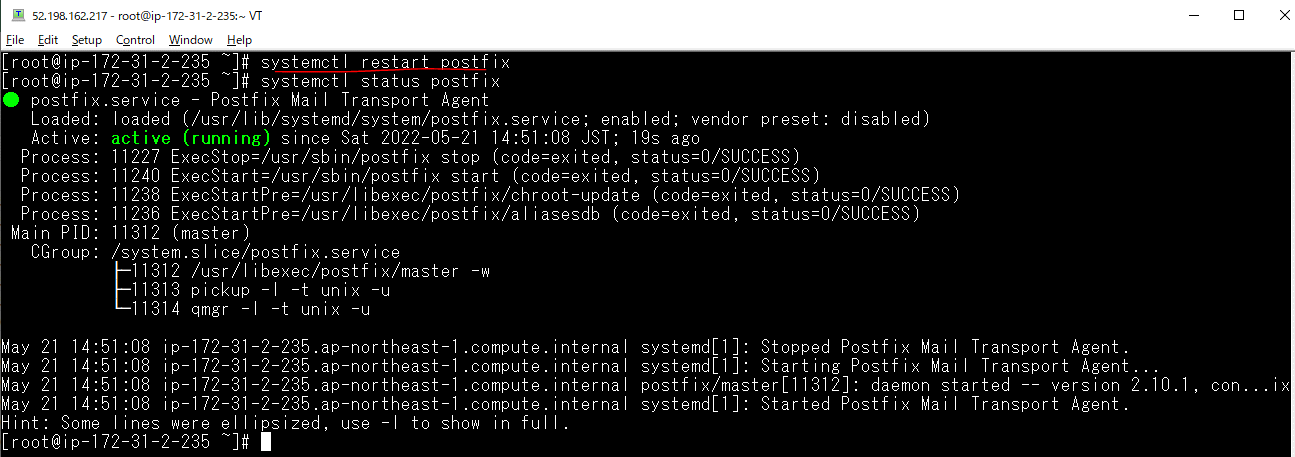 52.198.162.217 - root@ip-172-31-2-235:~ VT
File Edit Setup Control Window Help
[root@ip-172-31-2-235 ~]# systemctl restart postfix
[root@ip-172-31-2-235 ~]# systemctl status postfix
● postfix.service - Postfix Mail Transport Agent
   Loaded: loaded (/usr/lib/systemd/system/postfix.service; enabled; vendor preset: disabled)
   Active: active (running) since Sat 2022-05-21 14:51:08 JST; 19s ago
  Process: 11227 ExecStop=/usr/sbin/postfix stop (code=exited, status=0/SUCCESS)
  Process: 11240 ExecStart=/usr/sbin/postfix start (code=exited, status=0/SUCCESS)
  Process: 11238 ExecStartPre=/usr/libexec/postfix/chroot-update (code=exited, status=0/SUCCESS)
  Process: 11236 ExecStartPre=/usr/libexec/postfix/aliasesdb (code=exited, status=0/SUCCESS)
 Main PID: 11312 (master)
   CGroup: /system.slice/postfix.service
           ├─11312 /usr/libexec/postfix/master -w
           ├─11313 pickup -l -t unix -u
           └─11314 qmgr -l -t unix -u
May 21 14:51:08 ip-172-31-2-235.ap-northeast-1.compute.internal systemd[1]: Stopped Postfix Mail Transport Agent.
May 21 14:51:08 ip-172-31-2-235.ap-northeast-1.compute.internal systemd[1]: Starting Postfix Mail Transport Agent...
May 21 14:51:08 ip-172-31-2-235.ap-northeast-1.compute.internal postfix/master[11312]: daemon started -- version 2.10.1, con...ix
May 21 14:51:08 ip-172-31-2-235.ap-northeast-1.compute.internal systemd[1]: Started Postfix Mail Transport Agent.
Hint: Some lines were ellipsized, use -l to show in full.
[root@ip-172-31-2-235 ~]#